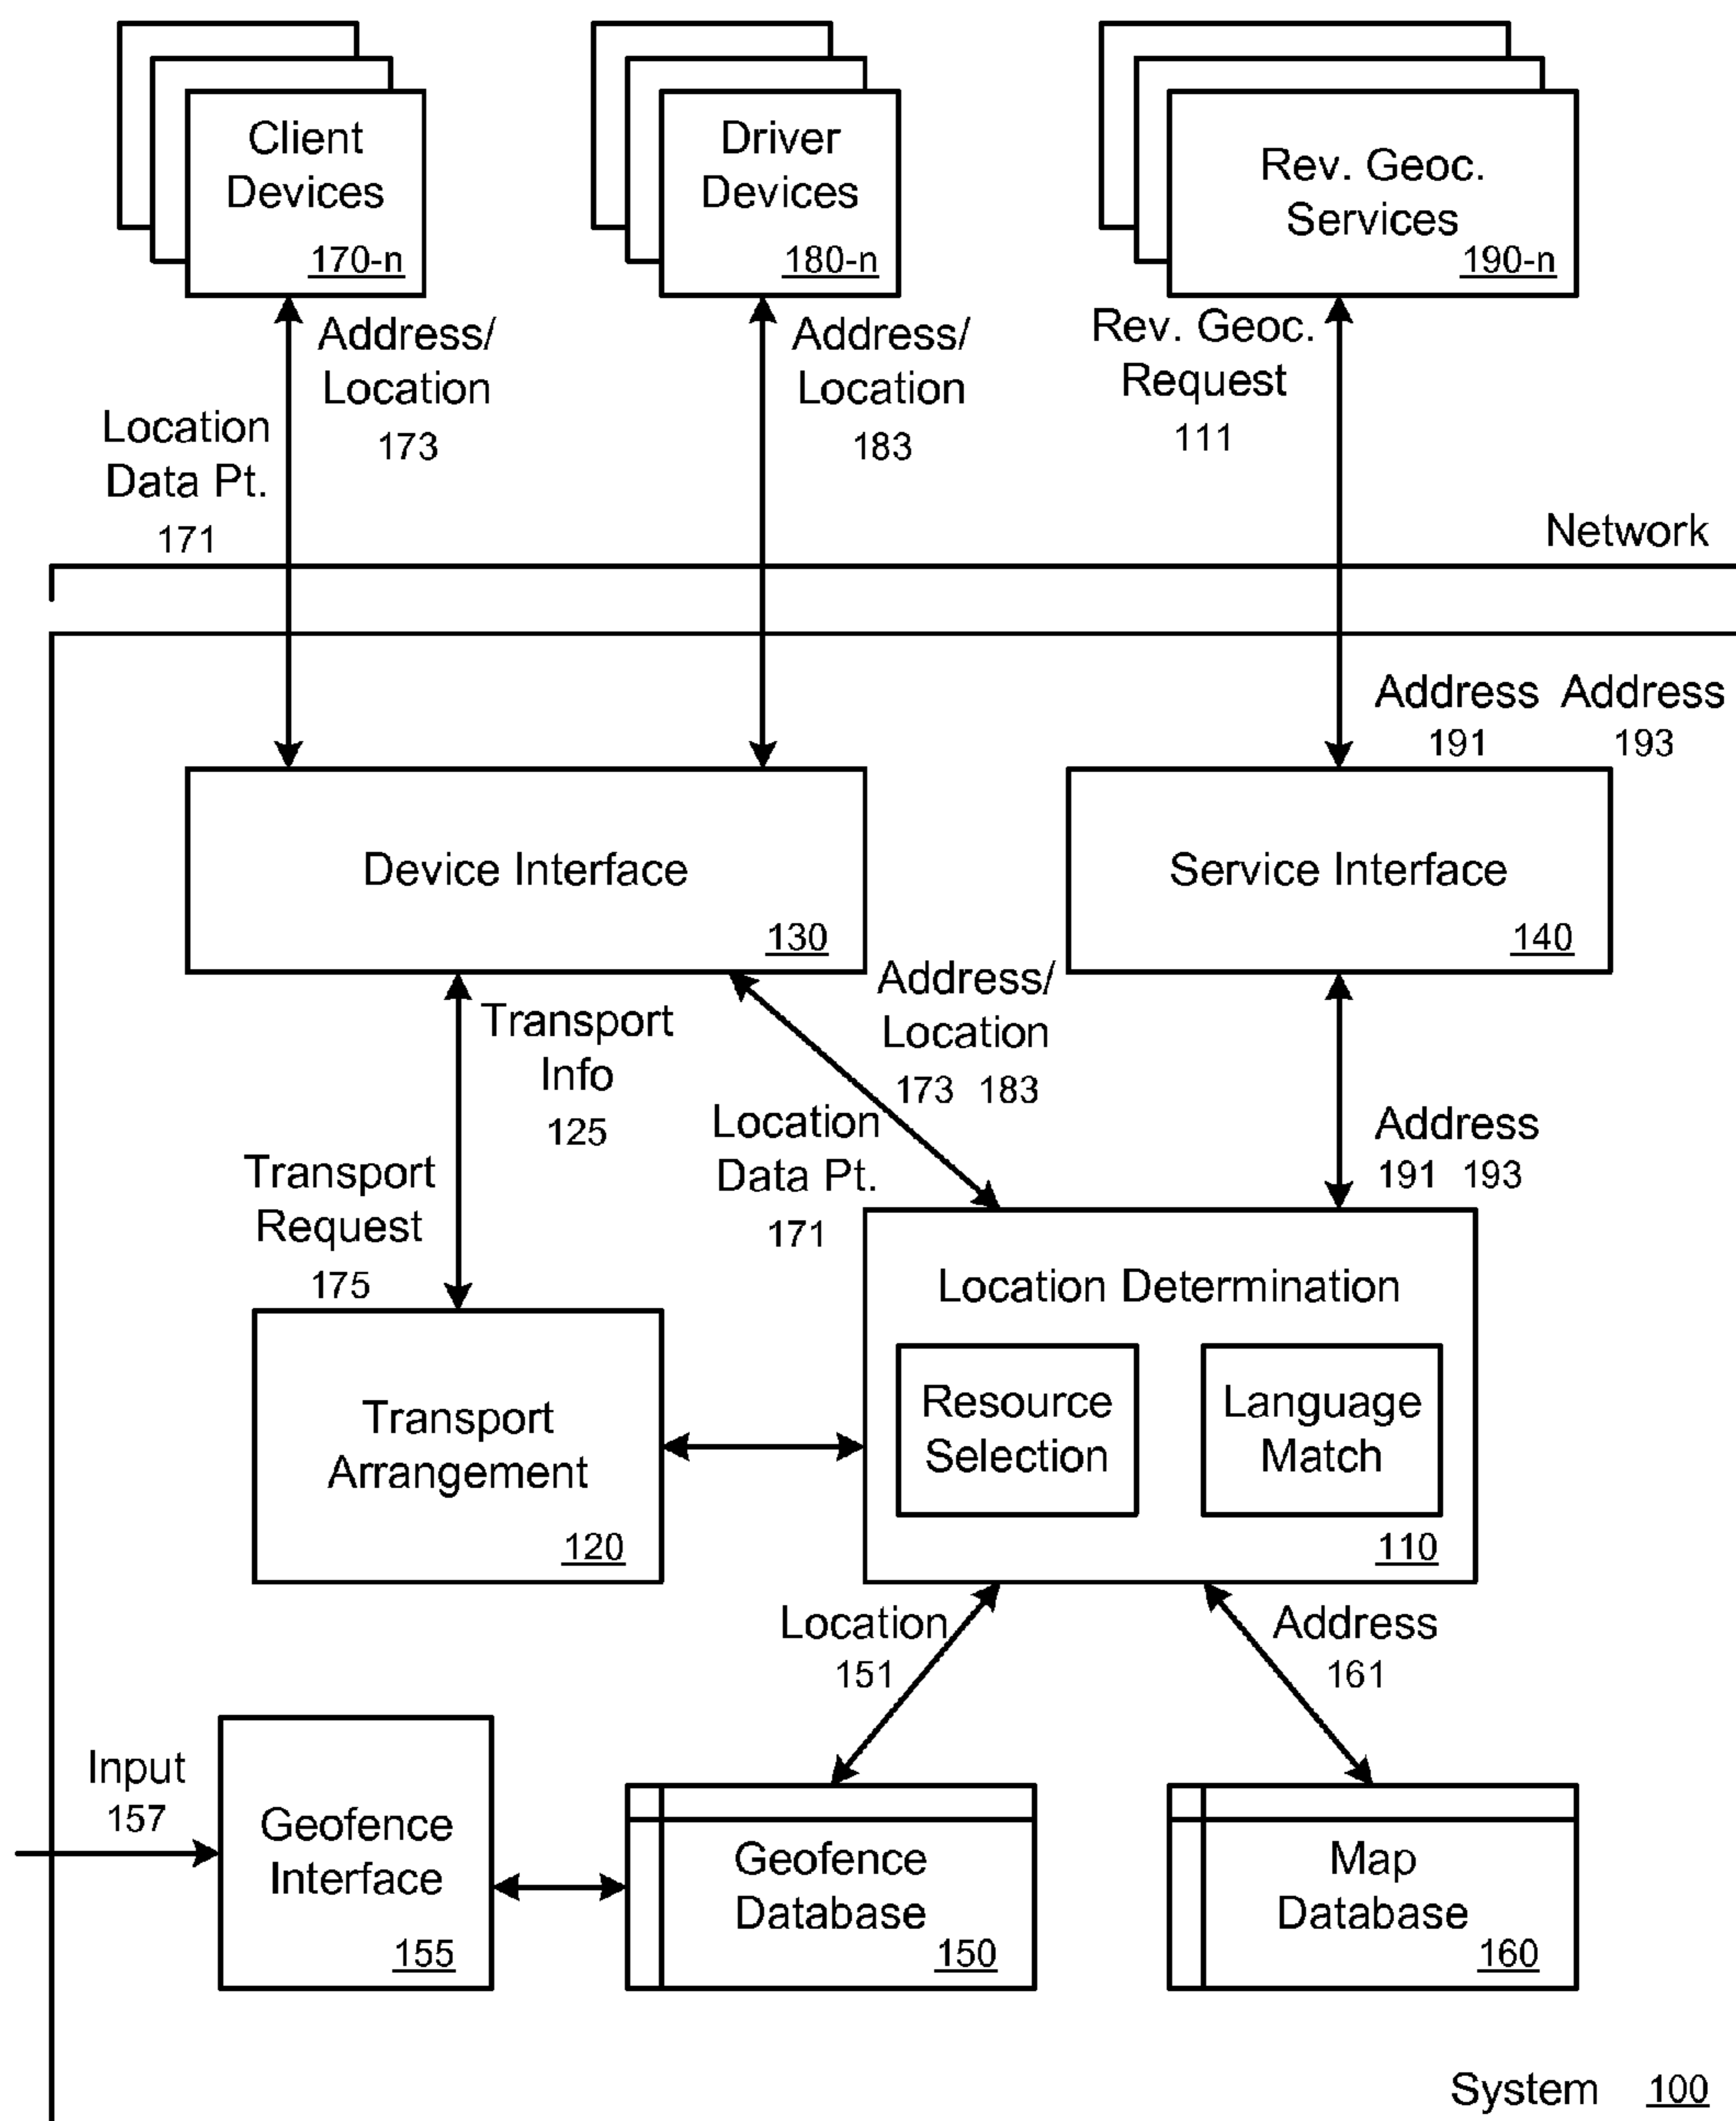 Client
Devices
170-n
Driver
Devices
180-n
Rev. Geoc.
Services
190-n
Address/
Location
173
Location
Data Pt.
171
Address/
Location
183
Rev. Geoc.
Request
111
Network
Address Address
191 193
Device Interface
130
Service Interface
140
Transport
Info
125
Transport
Request
175
Address/
Location
173 183
Location
Data Pt.
171
Address
191 193
Location Determination
Resource
Selection
Language
Match
110
Transport
Arrangement
120
Location
151
Address
161
Input
157
Geofence
Interface
155
Geofence
Database
150
Map
Database
160
System 100